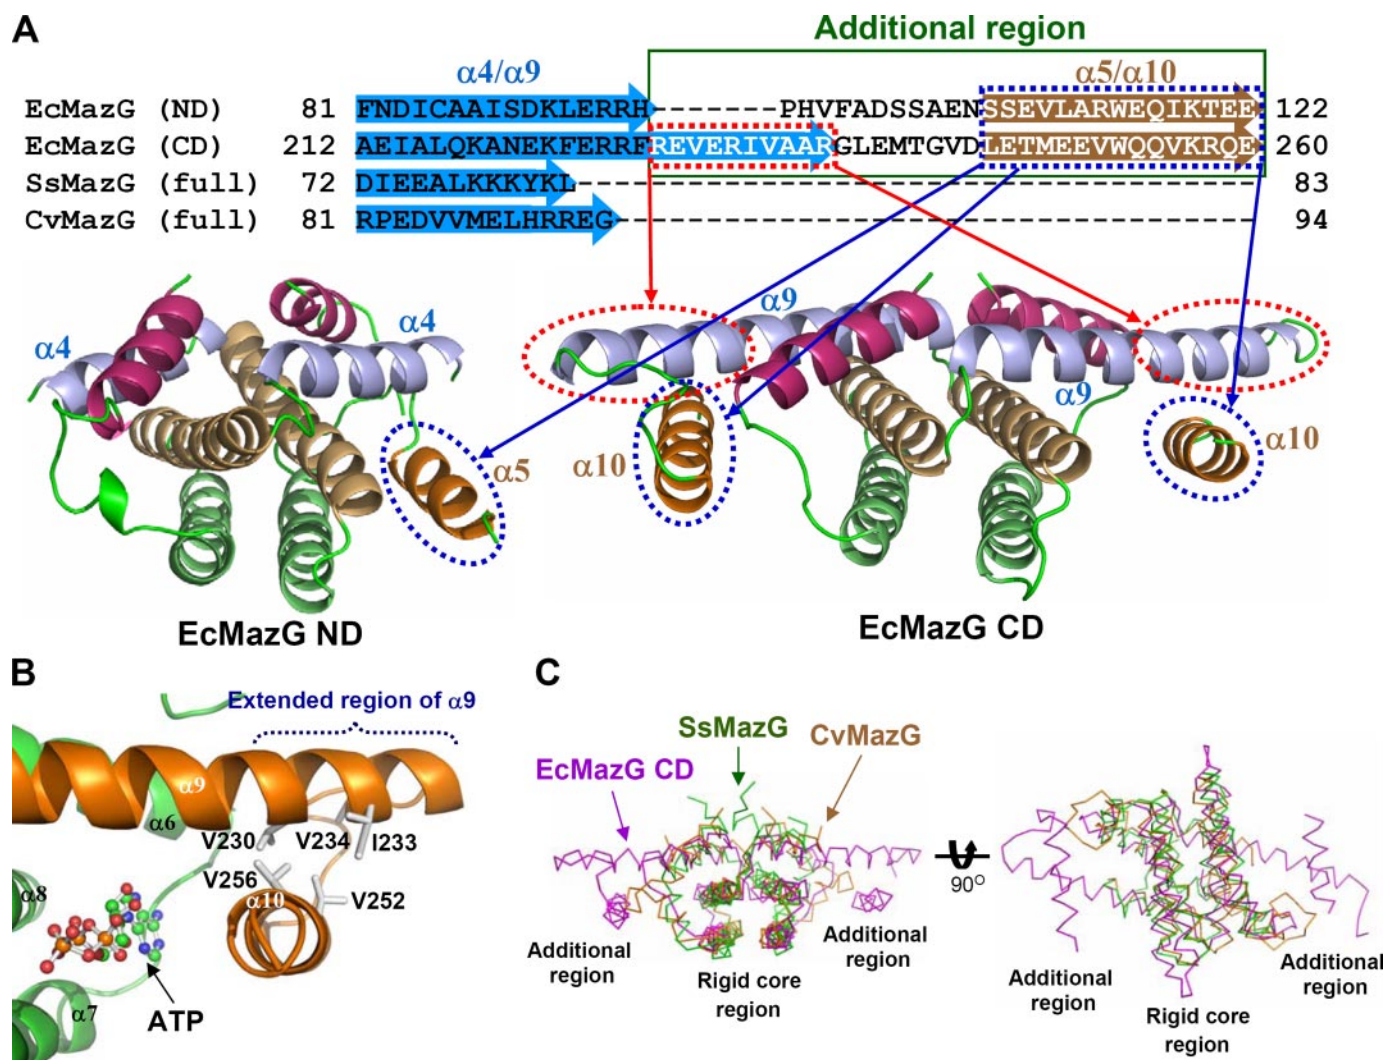 A
Additional region
α4/α9
α5/α10
EcMazG (ND) 81 FNDICAAISDKLERRH------PHVFADSSAENSSEVLARWEQIKTEE 122
EcMazG (CD) 212 AEIALQKANEKFERRFREVERIVAARGLEMTGVDLETMEEVWQQVKRQE 260
SsMazG (full) 72 DIEEALKKKYKL------------------------------------- 83
CvMazG (full) 81 RPEDVVMELHRREG----------------------------------- 94
α4
α4
α5
EcMazG ND
α9
α9
α10
α10
EcMazG CD
B
Extended region of α9
α9
α6
V230 V234 I233
α8
V256
α10
V252
α7
ATP
C
SsMazG
CvMazG
EcMazG CD
90O
Additional
region
Rigid core
region
Additional
region
Additional
region
Rigid core
region
Additional
region